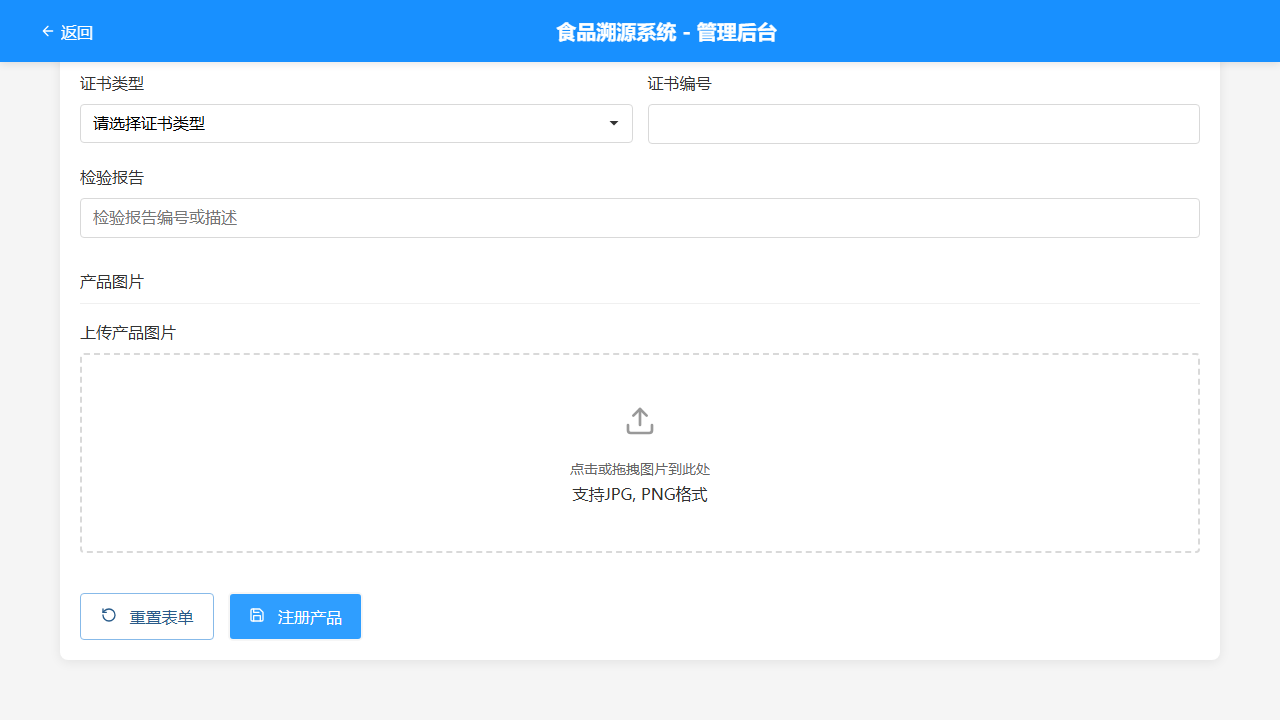 返回
食品溯源系统 - 管理后台
证书类型
证书编号
请选择证书类型
检验报告
检验报告编号或描述
产品图片
上传产品图片
点击或拖拽图片到此处
支持JPG, PNG格式
重置表单
注册产品